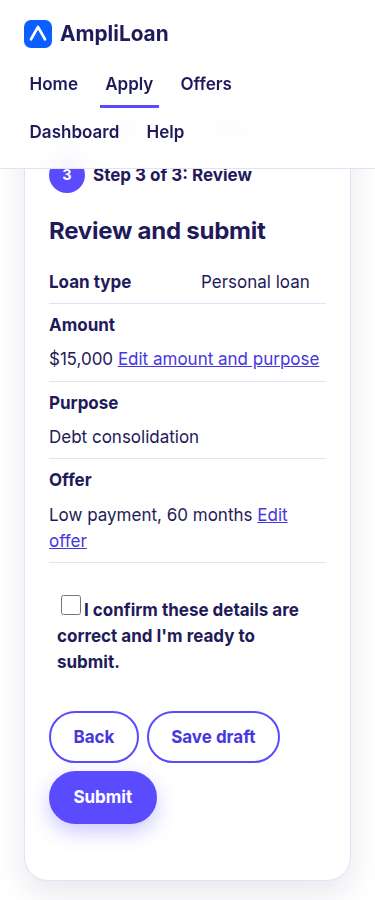 AmpliLoan
Home Apply Offers
Dashboard Help
3 Step 3 of 3: Review
Review and submit
Loan type Personal loan
Amount
$15,000 Edit amount and purpose
Purpose
Debt consolidation
Offer
Low payment, 60 months Edit
offer
I confirm these details are
correct and I'm ready to
submit.
Back Save draft
Submit